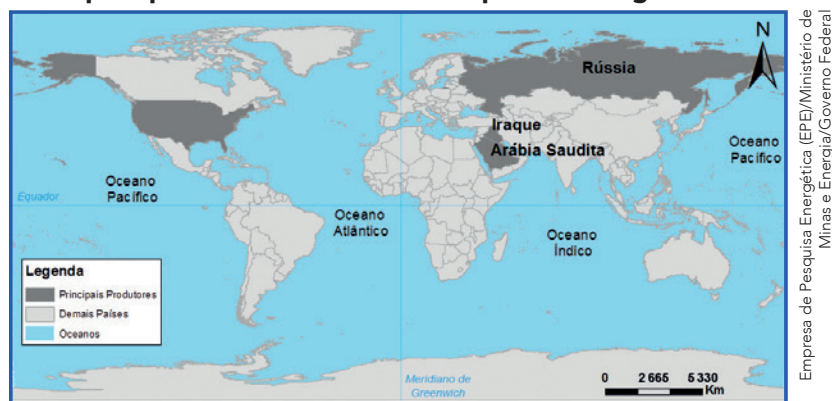 Rússia
N
Iraque
Arábia Saudita
Oceano
Pacífico
Oceano
Pacífico
Equador
Oceano
Atlântico
Oceano
Índico
Legenda
Principais Produtores
Demais Países
Oceanos
Meridiano de
Greenwich
0 2 665 5 330
Km
Empresa de Pesquisa Energética (EPE)/Ministério de
Minas e Energia/Governo Federal